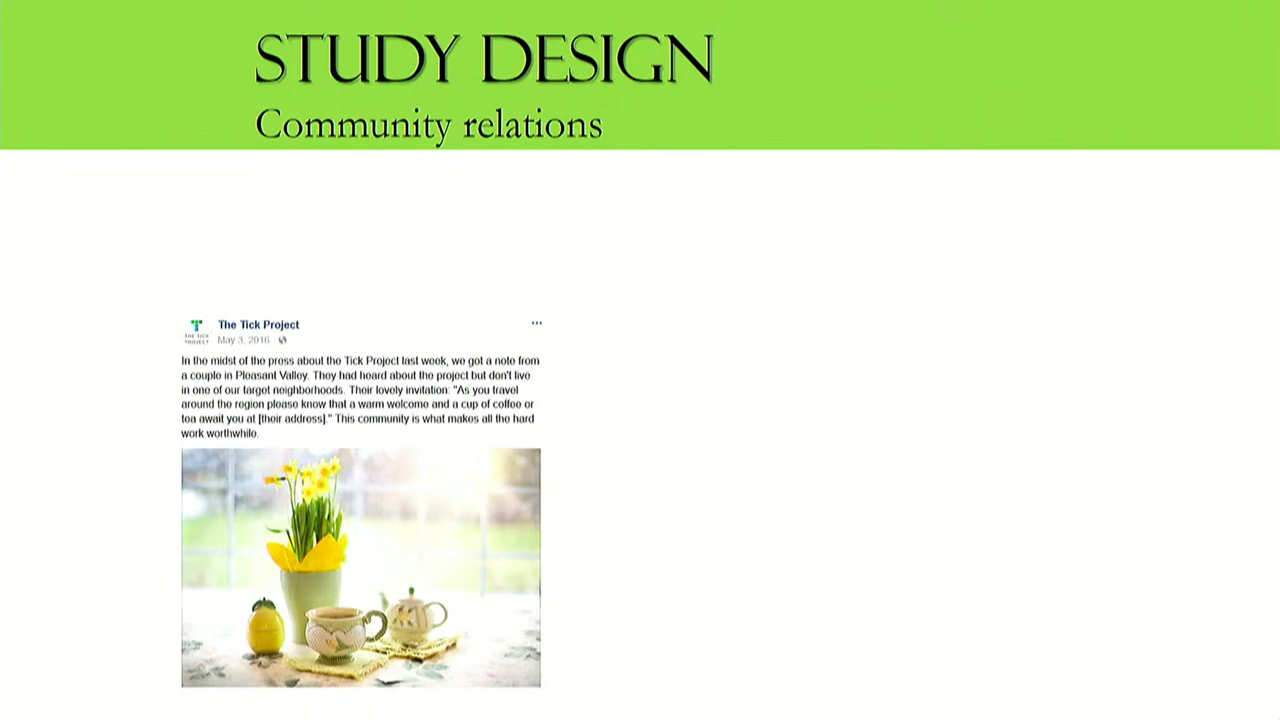 STUDY DESIGN
Community relations
The Tick Project
THE TICK
PROJECT
May 3, 2016
In the midst of the press about the Tick Project last week, we got a note from
a couple in Pleasant Valley. They had heard about the project but don't live
in one of our target neighborhoods. Their lovely invitation: "As you travel
around the region please know that a warm welcome and a cup of coffee or
tea await you at [their address]." This community is what makes all the hard
work worthwhile.